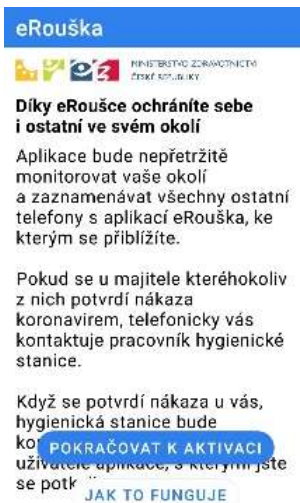 eRouška
MINISTERSTVO ZDRAVOTNICTVÍ
ČESKÉ REPUBLIKY
Díky eRoušce ochráníte sebe
i ostatní ve svém okolí
Aplikace bude nepřetržitě
monitorovat vaše okolí
a zaznamenávat všechny ostatní
telefony s aplikací eRouška, ke
kterým se přiblížíte.
Pokud se u majitele kteréhokoliv
z nich potvrdí nákaza
koronavirem, telefonicky vás
kontaktuje pracovník hygienické
stanice.
Když se potvrdí nákaza u vás,
hygienická stanice bude
POKRAČOVAT K AKTIVACI
uživatele aplikace, s kterými jste
se
JAK TO FUNGUJE